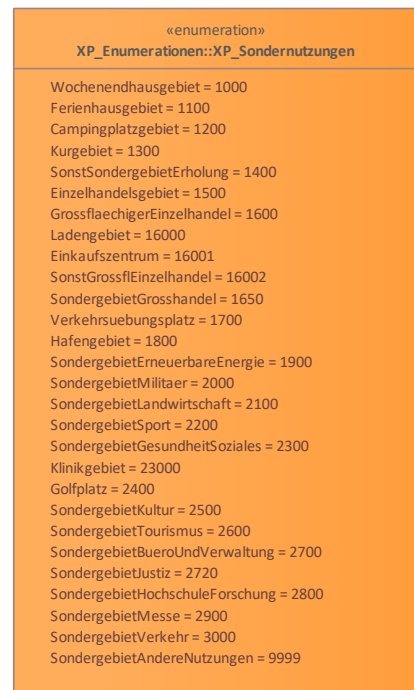 «enumeration»
XP_Enumerationen::XP_Sondernutzungen
Wochenendhausgebiet = 1000
Ferienhausgebiet = 1100
Campingplatzgebiet = 1200
Kurgebiet = 1300
SonstSondergebietErholung = 1400
Einzelhandelsgebiet = 1500
GrossflaechigerEinzelhandel = 1600
Ladengebiet = 16000
Einkaufszentrum = 16001
SonstGrossflEinzelhandel = 16002
SondergebietGrosshandel = 1650
Verkehrsuebungsplatz = 1700
Hafengebiet = 1800
SondergebietErneuerbareEnergie = 1900
SondergebietMilitaer = 2000
SondergebietLandwirtschaft = 2100
SondergebietSport = 2200
SondergebietGesundheitSoziales = 2300
Klinikgebiet = 23000
Golfplatz = 2400
SondergebietKultur = 2500
SondergebietTourismus = 2600
SondergebietBueroUndVerwaltung = 2700
SondergebietJustiz = 2720
SondergebietHochschuleForschung = 2800
SondergebietMesse = 2900
SondergebietVerkehr = 3000
SondergebietAndereNutzungen = 9999